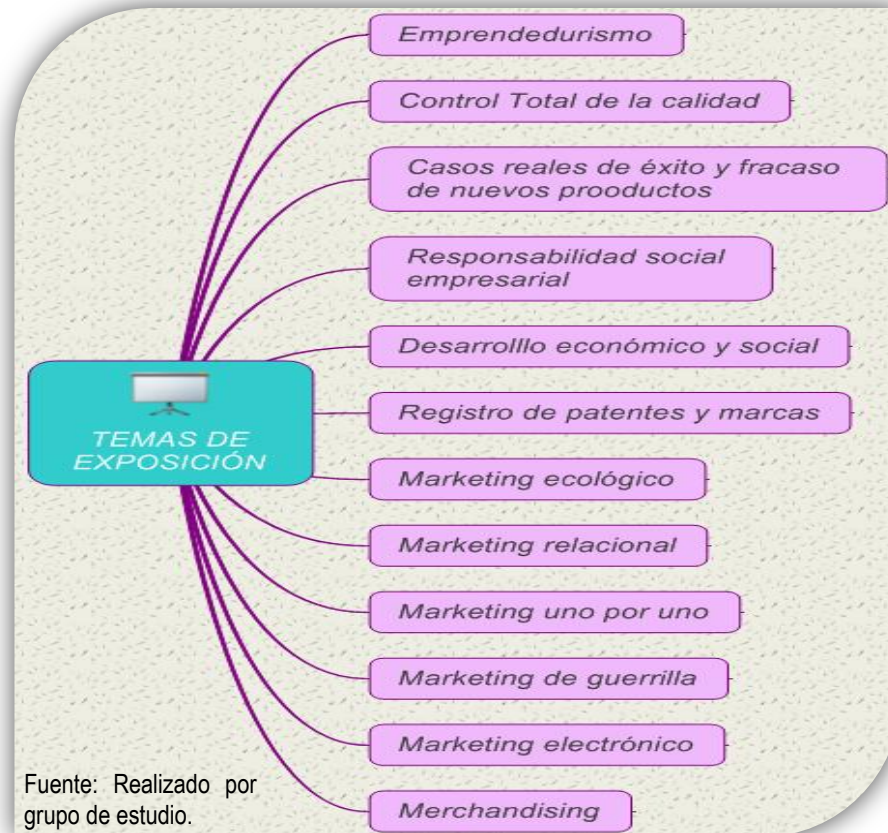 Emprendedurismo
Control Total de la calidad
Casos reales de éxito y fracaso
de nuevos prooductos
Responsabilidad social
empresarial
Desarrolllo económico y social
TEMAS DE
EXPOSICIÓN
Registro de patentes y marcas
Marketing ecológico
Marketing relacional
Marketing uno por uno
Marketing de guerrilla
Marketing electrónico
Merchandising
Fuente: Realizado por
grupo de estudio.